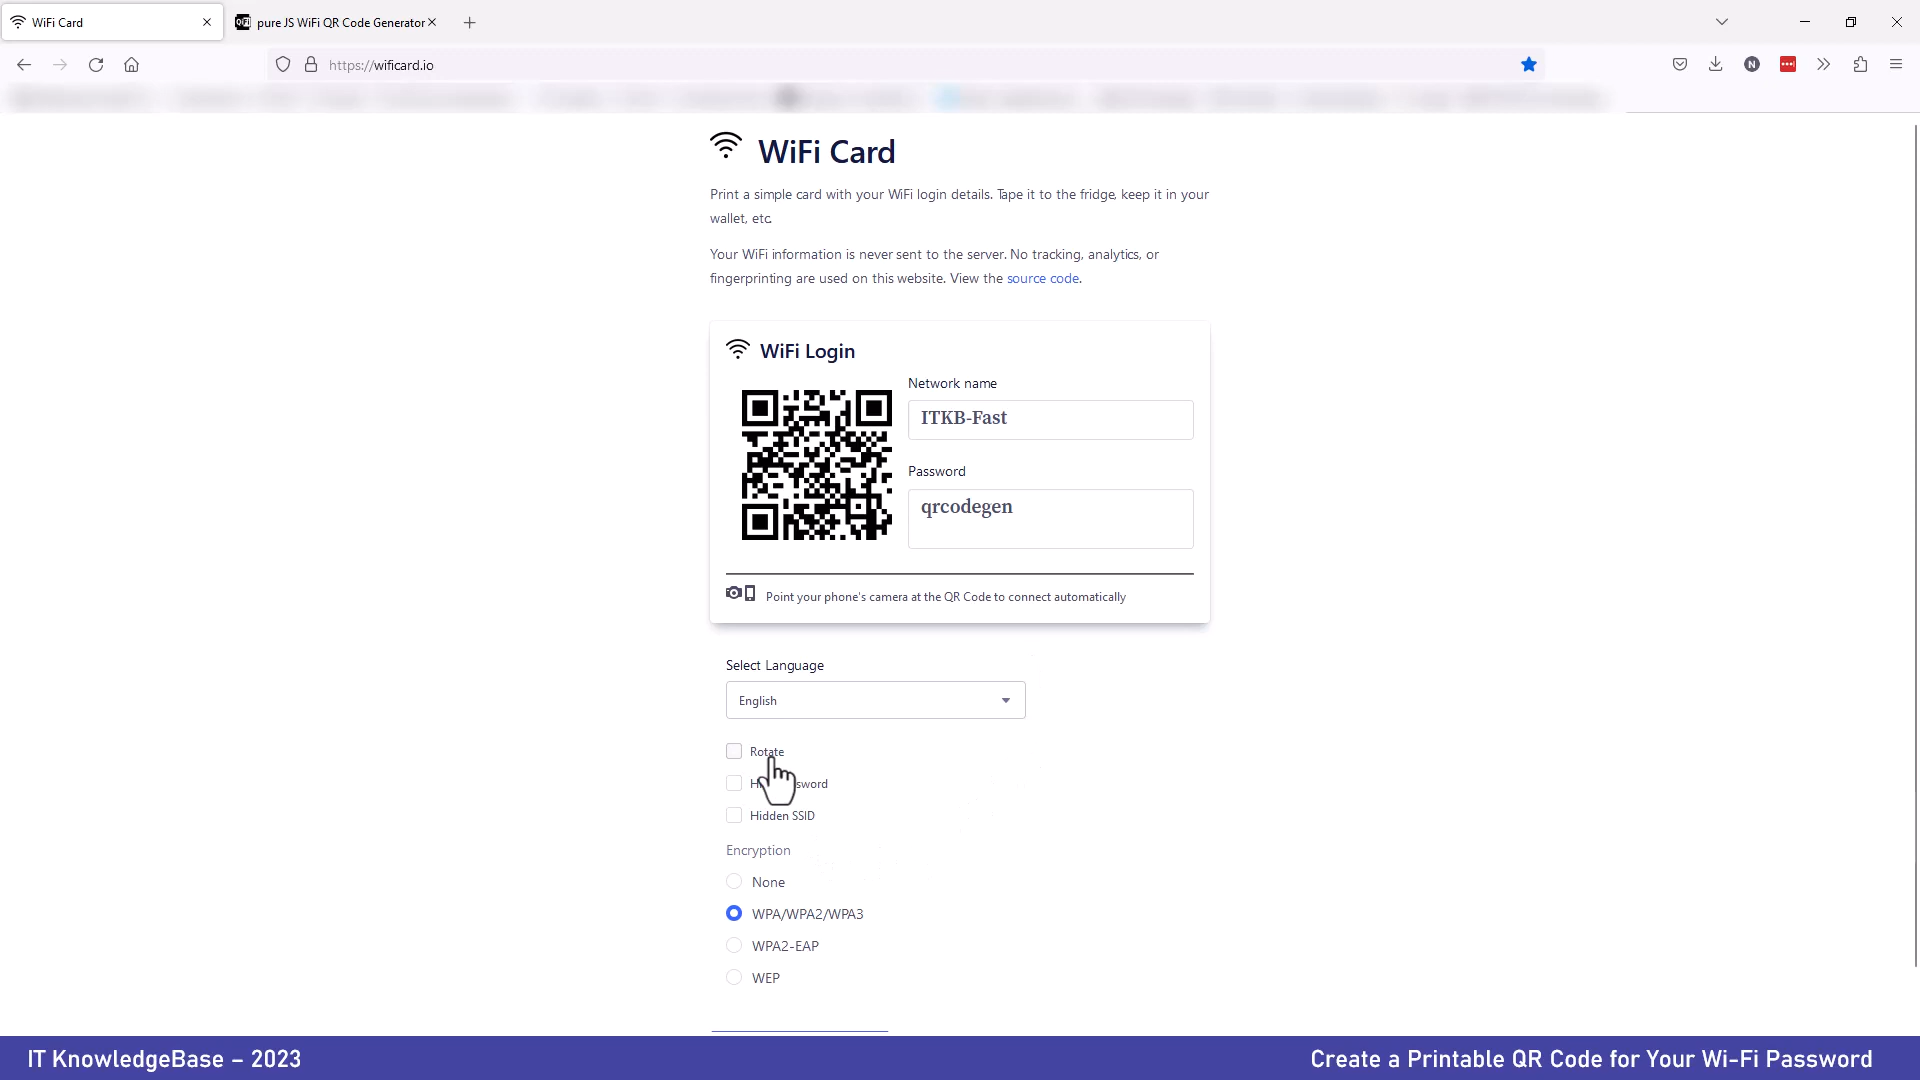 WiFi Card
pure JS WiFi QR Code Generator
https://wificard.io
N
WiFi Card
Print a simple card with your WiFi login details. Tape it to the fridge, keep it in your
wallet, etc.
Your WiFi information is never sent to the server. No tracking, analytics, or
fingerprinting are used on this website. View the source code.
WiFi Login
Network name
ITKB-Fast
Password
qrcodegen
Point your phone's camera at the QR Code to connect automatically
Select Language
English
Rotate
Hidden SSID
Encryption
None
WPA/WPA2/WPA3
WPA2-EAP
WEP
IT KnowledgeBase – 2023
Create a Printable QR Code for Your Wi-Fi Password